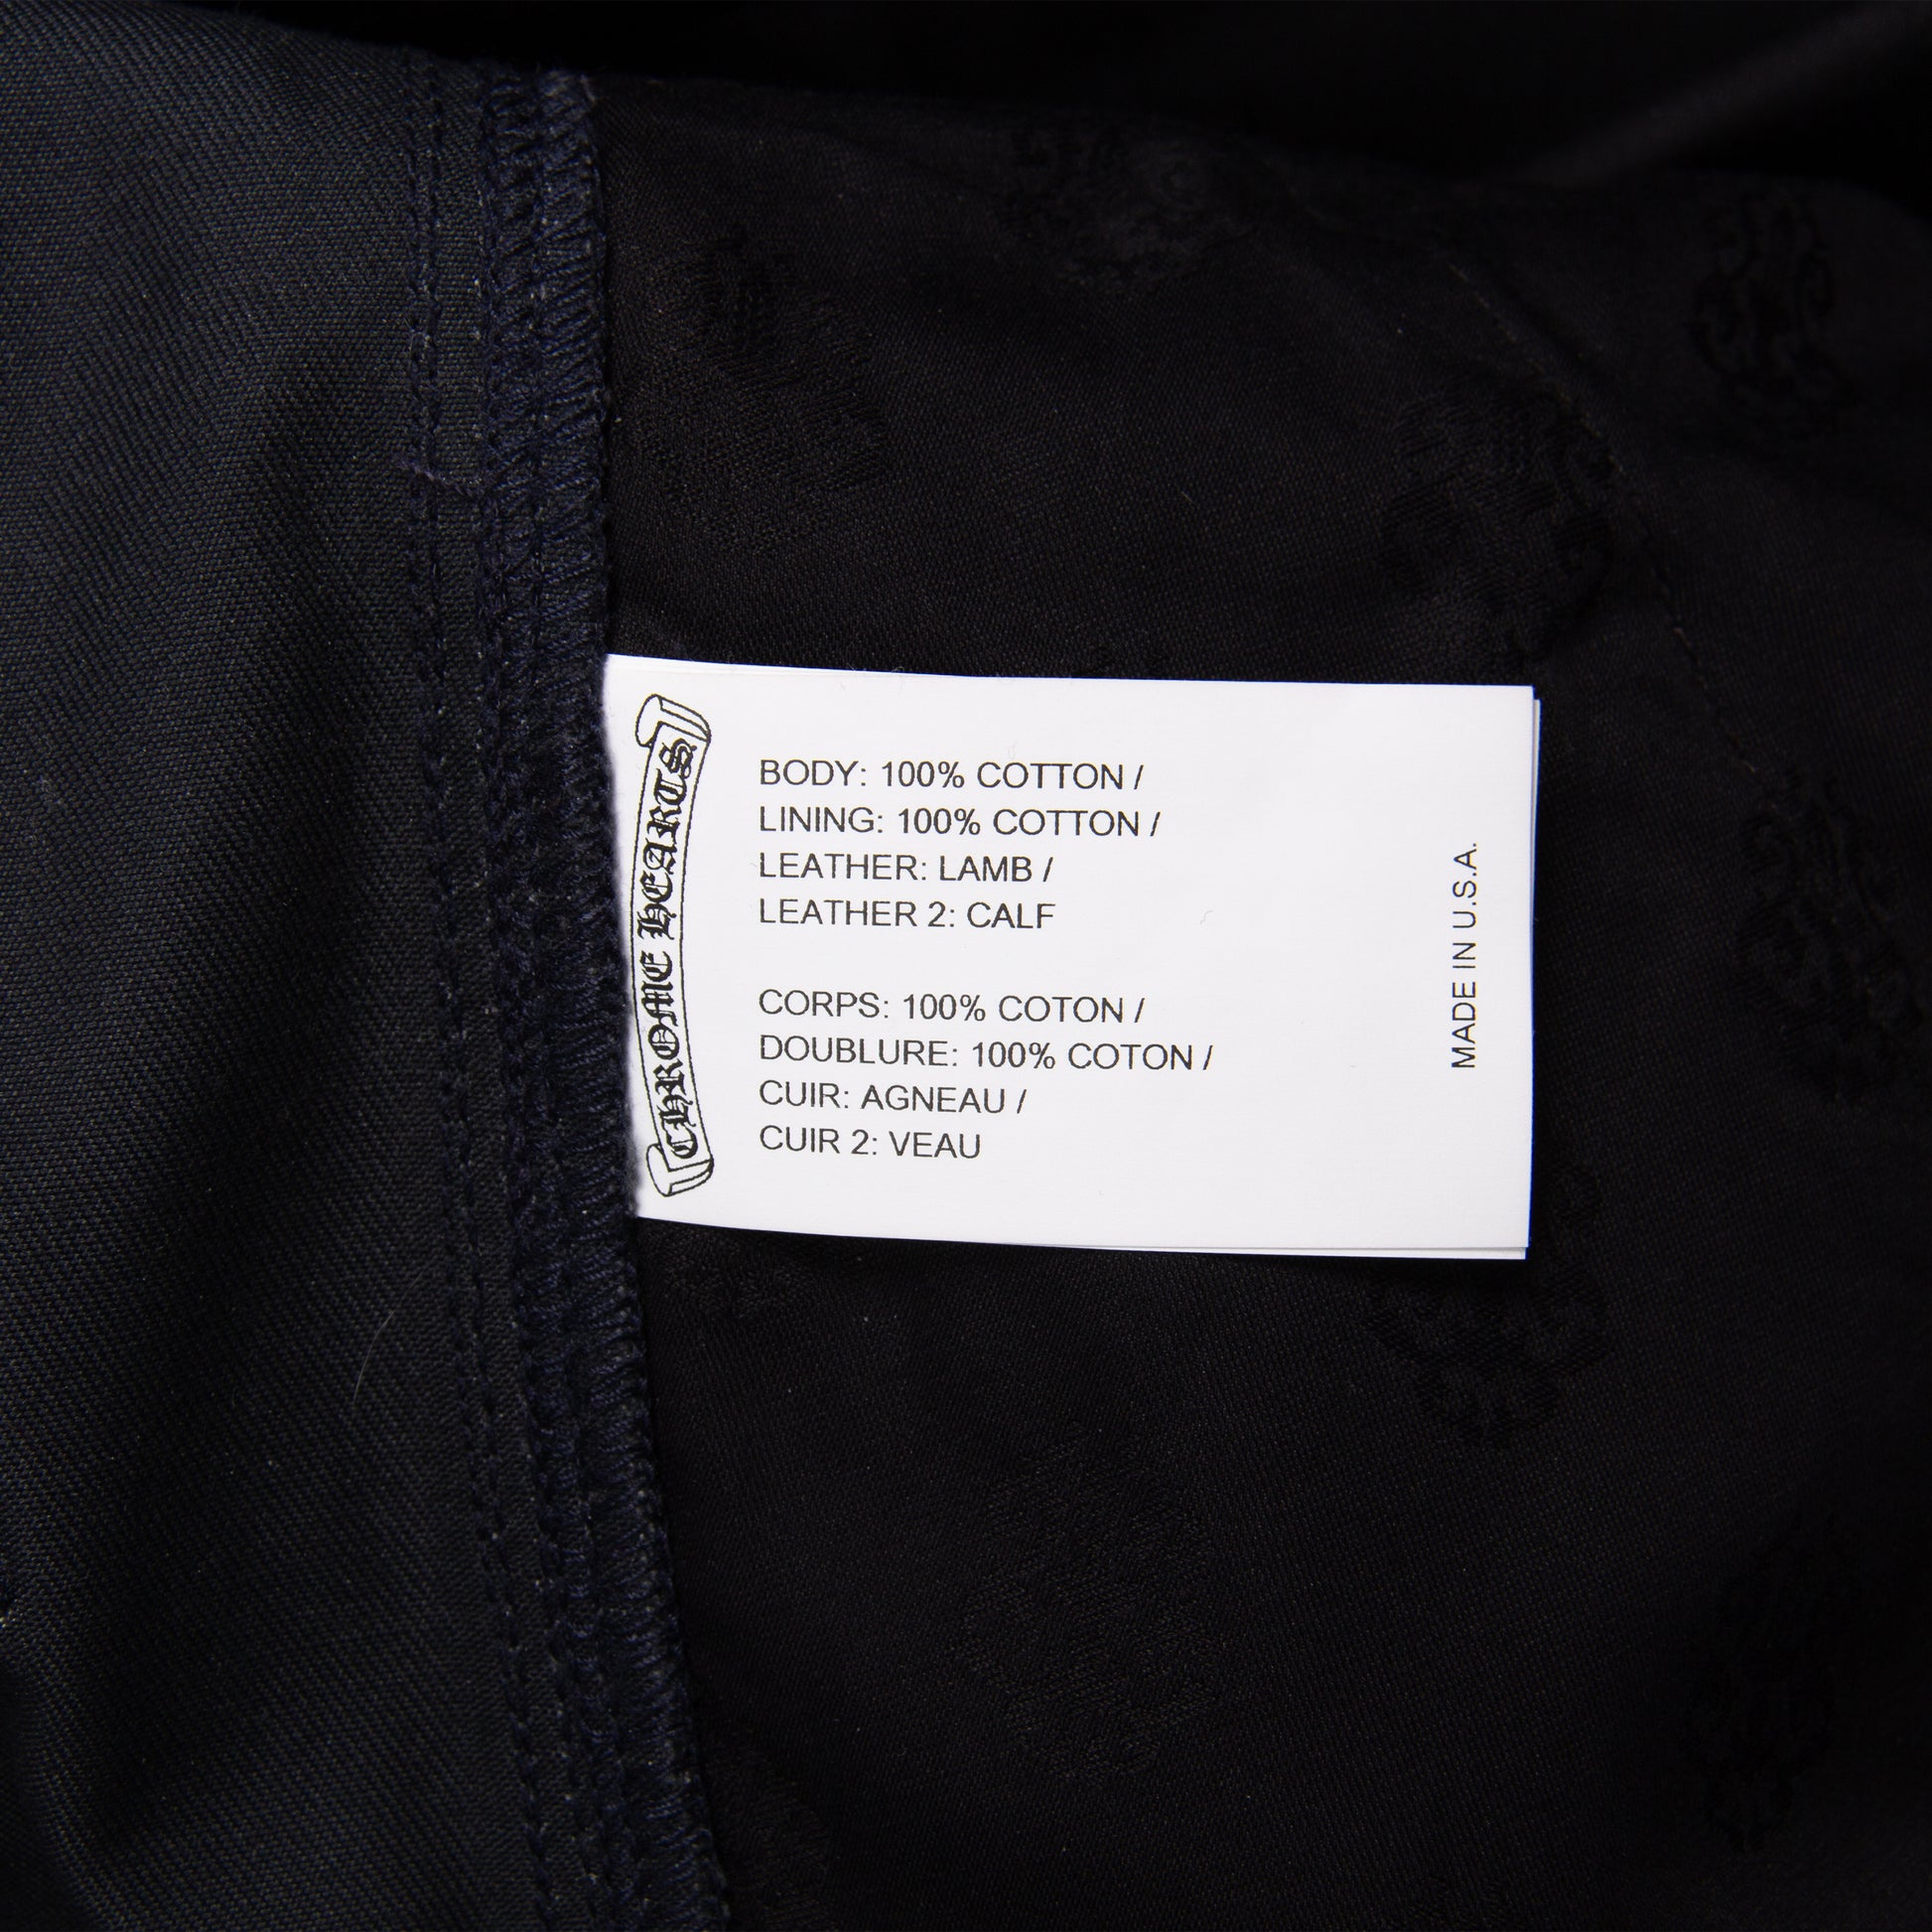 CHROME HEARTS
BODY: 100% COTTON /
LINING: 100% COTTON /
LEATHER: LAMB /
LEATHER 2: CALF
CORPS: 100% COTON /
DOUBLURE: 100% COTON /
CUIR: AGNEAU /
CUIR 2: VEAU
MADE IN U.S.A.